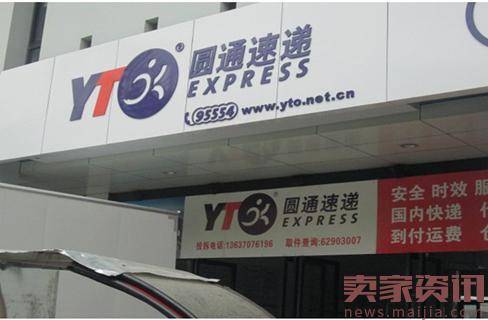 YTO
圆通速递
EXPRESS
95554 www.yto.net.cn
YTO
圆通速递
EXPRESS
投拆电话:13637076196 取件查询:62903007
安全 时效 服
国内快递
到付运费
卖家资讯
news.maijia.com